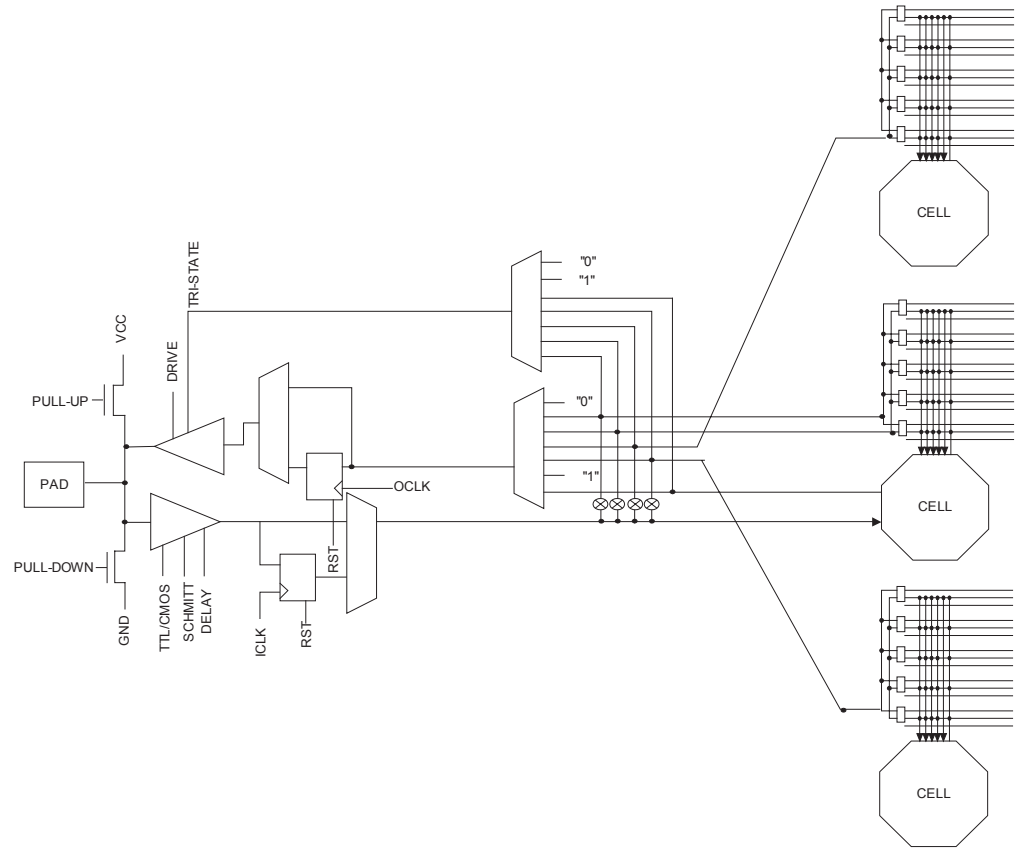 CELL
TRI-STATE
"0"
"1"
VCC
DRIVE
PULL-UP
"0"
PAD
"1"
OCLK
CELL
RST
PULL-DOWN
GND
TTL/CMOS
SCHMITT
DELAY
ICLK
RST
CELL